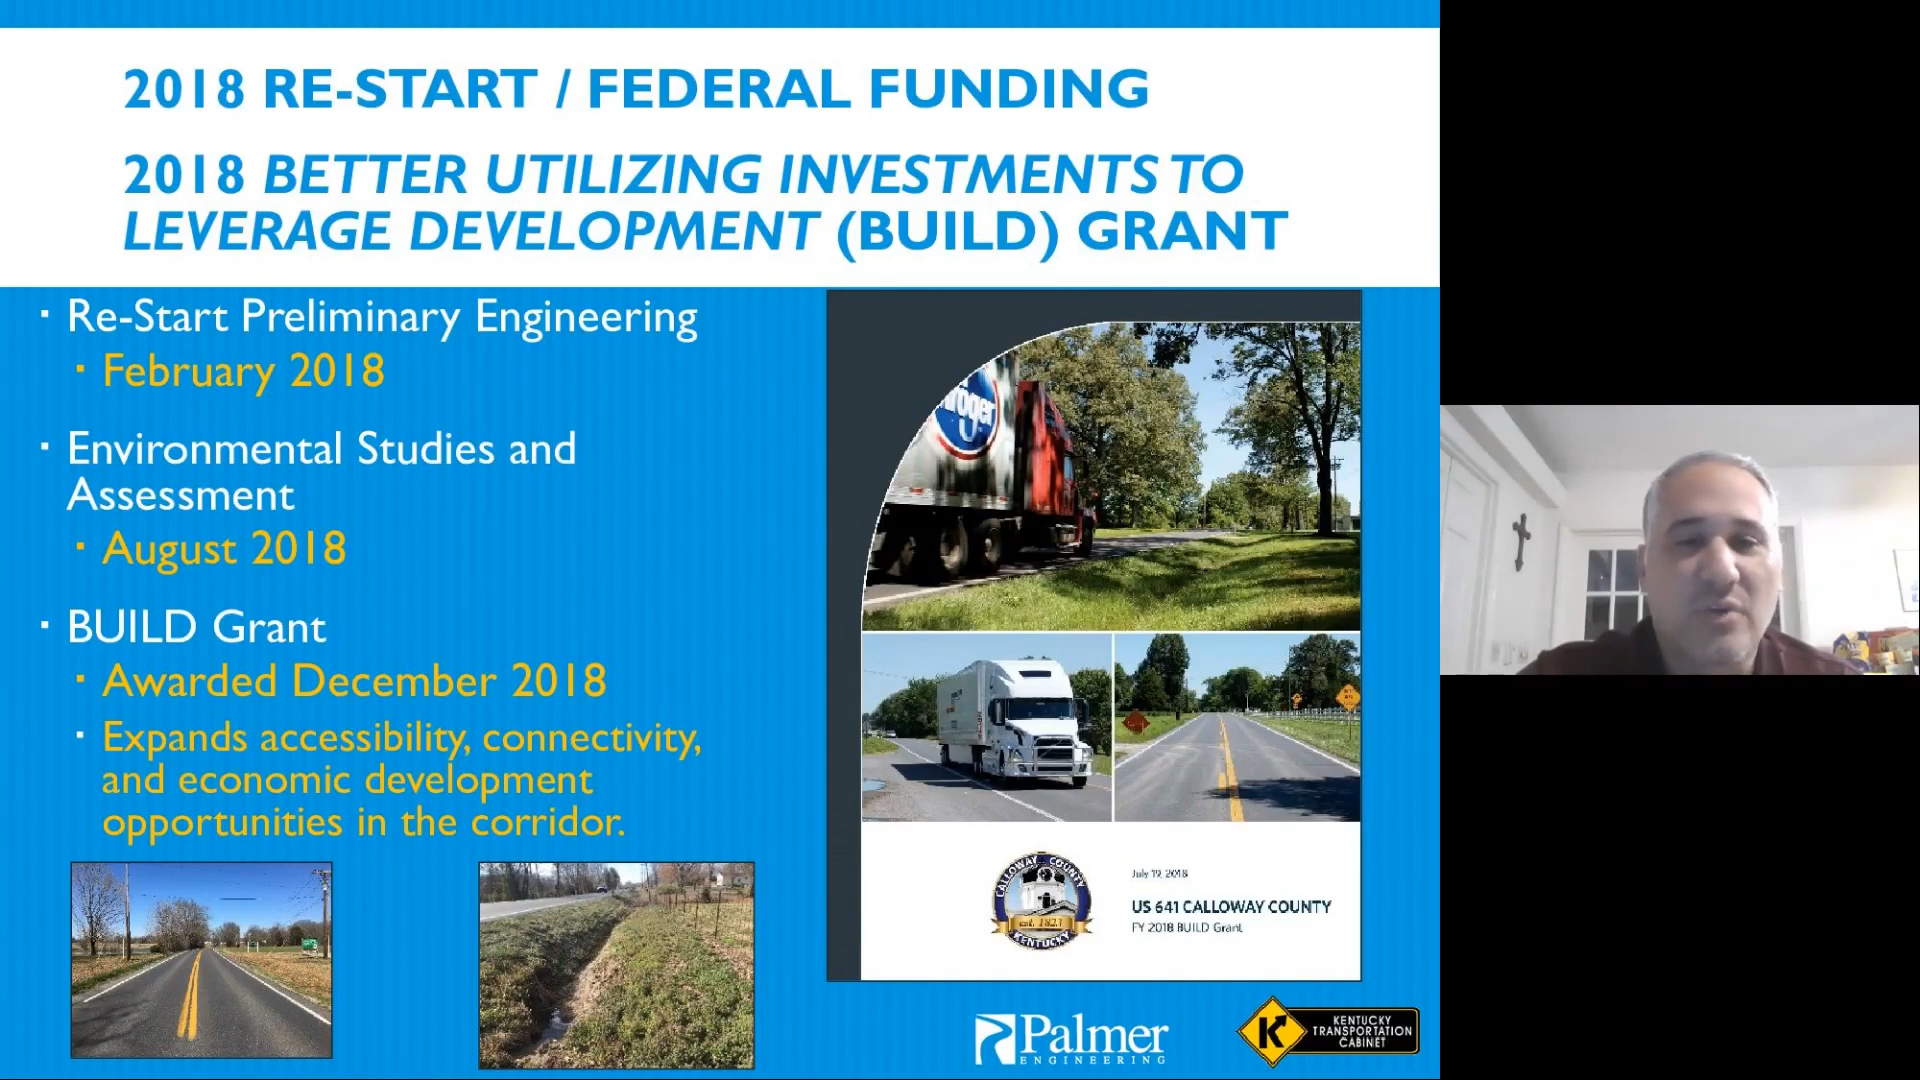 2018 RE-START / FEDERAL FUNDING
2018 BETTER UTILIZING INVESTMENTS TO
LEVERAGE DEVELOPMENT (BUILD) GRANT
Re-Start Preliminary Engineering
February 2018
Environmental Studies and
Assessment
August 2018
BUILD Grant
Awarded December 2018
Expands accessibility, connectivity,
and economic development
opportunities in the corridor.
CALLOWAY COUNTY
est. 1821
KENTUCKY
July 19, 2018
US 641 CALLOWAY COUNTY
FY 2018 BUILD Grant
Palmer
ENGINEERING
K
KENTUCKY
TRANSPORTATION
CABINET